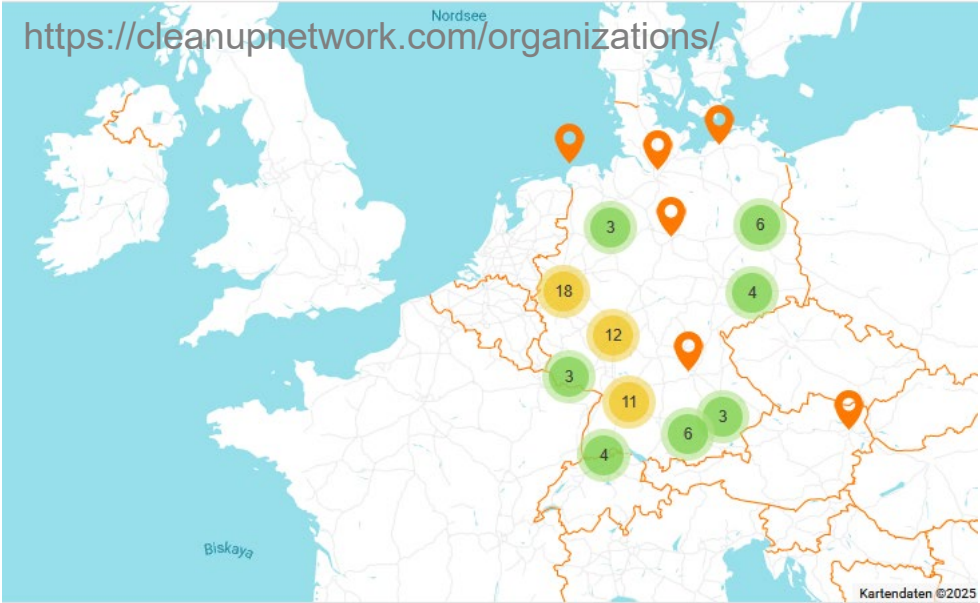 Nordsee
https://cleanupnetwork.com/organizations/
3
6
18
4
12
3
11
3
6
4
Biskaya
Kartendaten ©2025